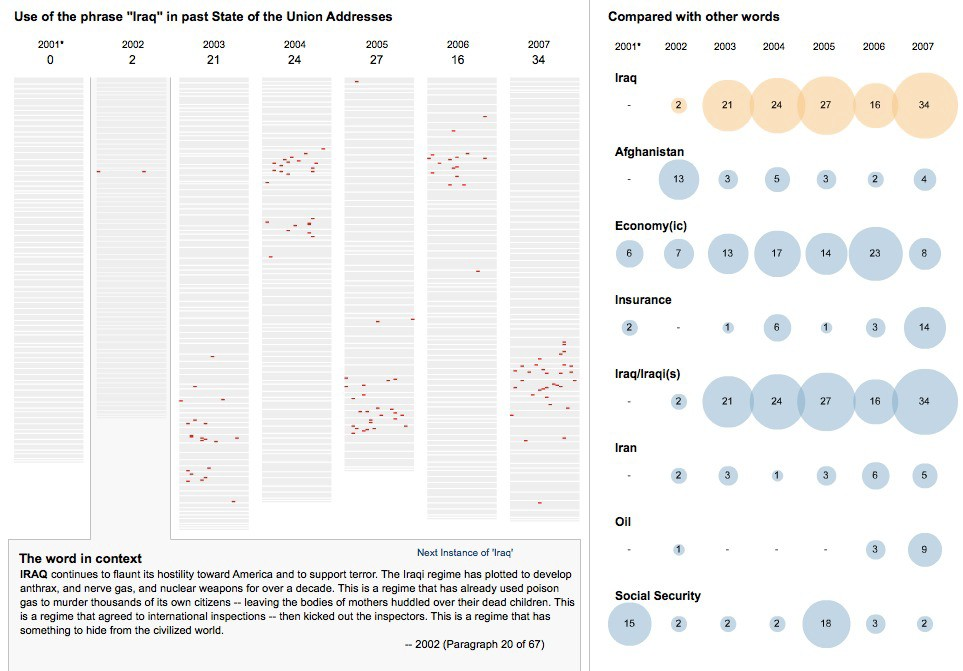 Use of the phrase "Iraq" in past State of the Union Addresses
2001* 2002 2003 2004 2005 2006 2007
0 2 21 24 27 16 34
The word in context
Next Instance of 'Iraq'
IRAQ continues to flaunt its hostility toward America and to support terror. The Iraqi regime has plotted to develop
anthrax, and nerve gas, and nuclear weapons for over a decade. This is a regime that has already used poison
gas to murder thousands of its own citizens -- leaving the bodies of mothers huddled over their dead children. This
is a regime that agreed to international inspections -- then kicked out the inspectors. This is a regime that has
something to hide from the civilized world.
-- 2002 (Paragraph 20 of 67)
Compared with other words
2001* 2002 2003 2004 2005 2006 2007
Iraq
- 2 21 24 27 16 34
Afghanistan
- 13 3 5 3 2 4
Economy(ic)
6 7 13 17 14 23 8
Insurance
2 - 1 6 1 3 14
Iraq/Iraqi(s)
- 2 21 24 27 16 34
Iran
- 2 3 1 3 6 5
Oil
- 1 - - - 3 9
Social Security
15 2 2 2 18 3 2